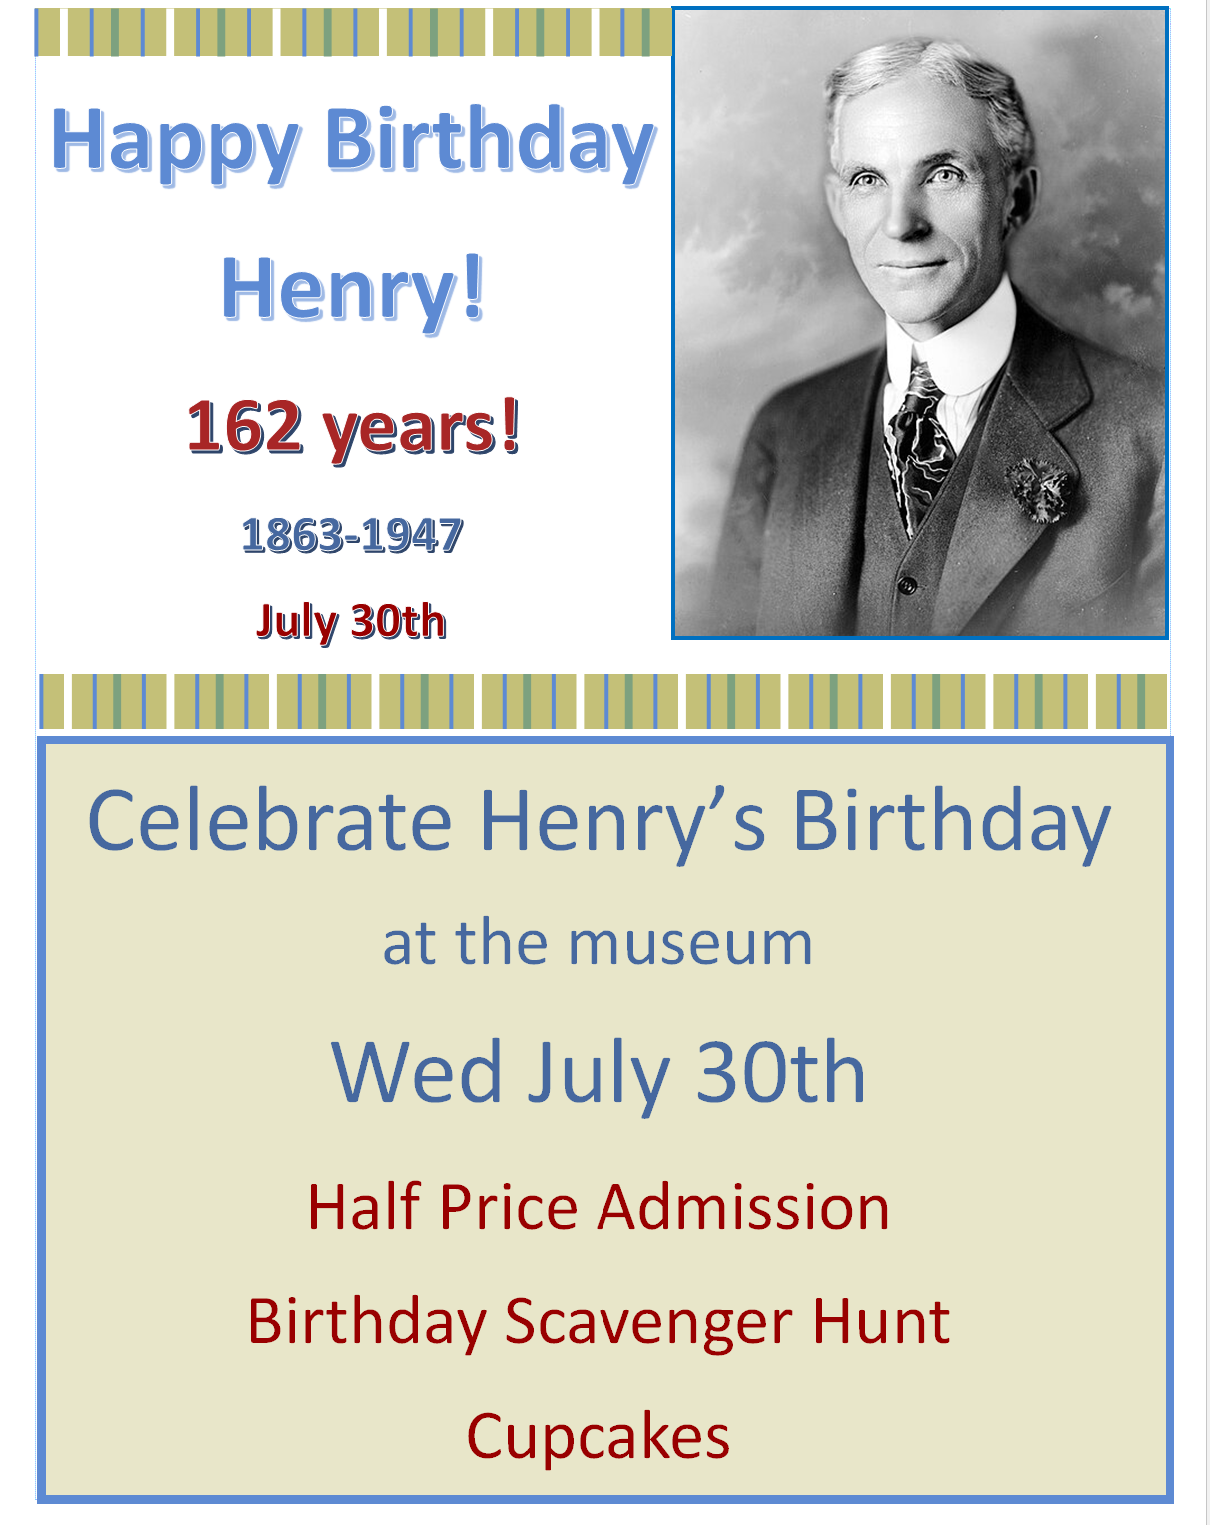 Happy Birthday
Henry!
162 years!
1863-1947
July 30th
Celebrate Henry’s Birthday
at the museum
Wed July 30th
Half Price Admission
Birthday Scavenger Hunt
Cupcakes